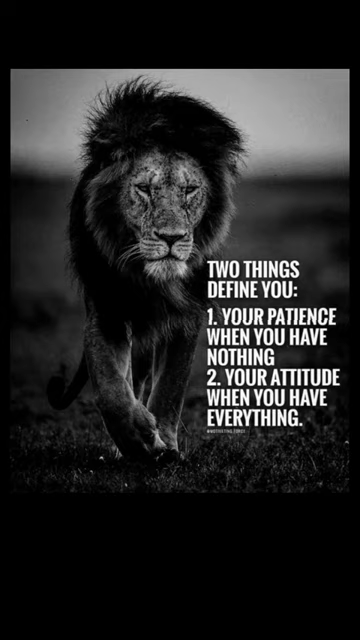 TWO THINGS
DEFINE YOU:
1. YOUR PATIENCE
WHEN YOU HAVE
NOTHING
2. YOUR ATTITUDE
WHEN YOU HAVE
EVERYTHING.